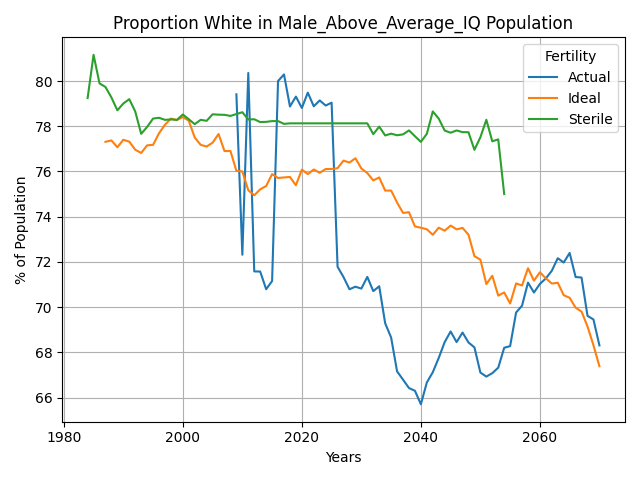 Proportion White in Male_Above_Average_IQ Population
Fertility
Actual
Ideal
Sterile
% of Population
80
78
76
74
72
70
68
66
1980
2000
2020
2040
2060
Years